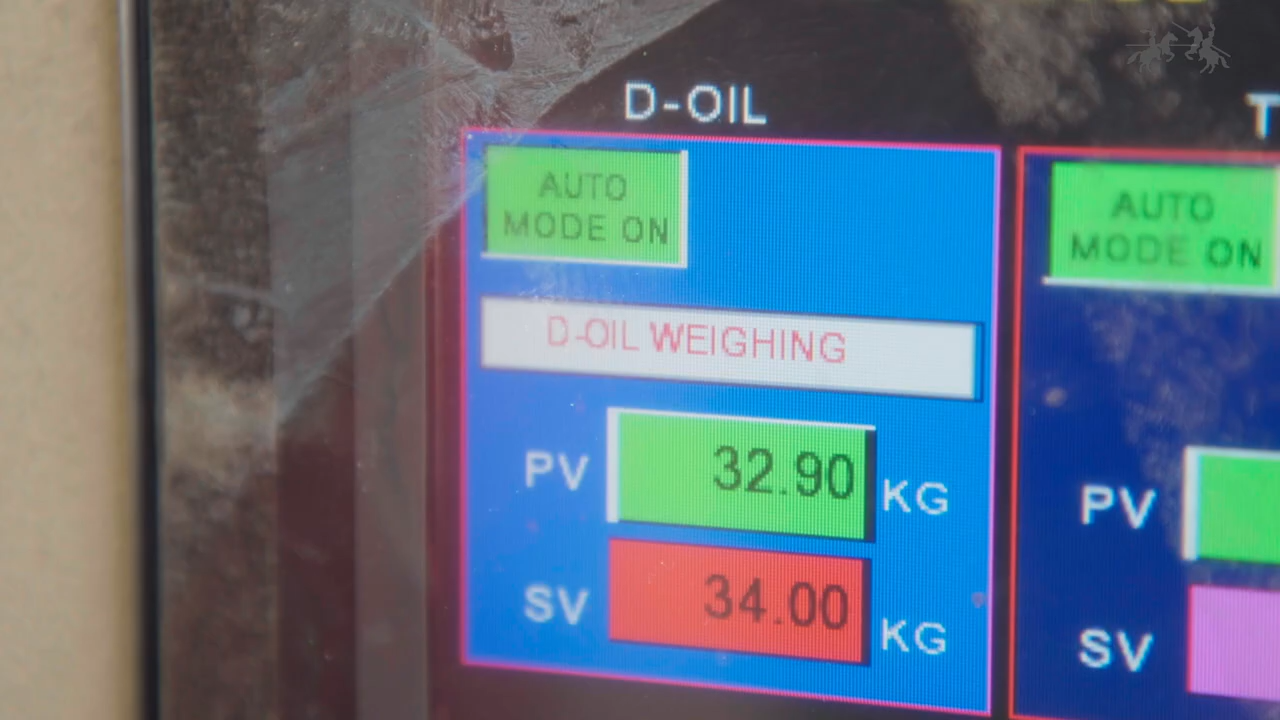 D-OIL
AUTO
MODE ON
D-OIL WEIGHING
PV 32.90 KG
SV 34.00 KG
T
AUTO
MODE ON
PV
SV